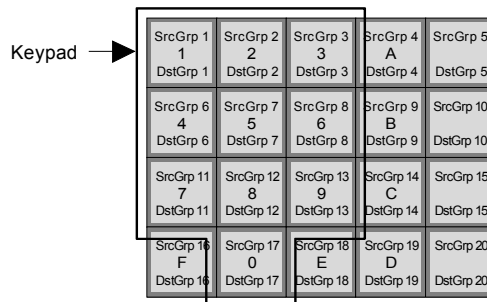 SrcGrp 1 SrcGrp 2 SrcGrp 3 SrcGrp 4 SrcGrp 5
Keypad 1 2 3 A
DstGrp 1 DstGrp 2 DstGrp 3 DstGrp 4 DstGrp 5
SrcGrp 6 SrcGrp 7 SrcGrp 8 SrcGrp 9 SrcGrp 10
4 5 6 B
DstGrp 6 DstGrp 7 DstGrp 8 DstGrp 9 DstGrp 10
SrcGrp 11 SrcGrp 12 SrcGrp 13 SrcGrp 14 SrcGrp 15
7 8 9 C
DstGrp 11 DstGrp 12 DstGrp 13 DstGrp 14 DstGrp 15
SrcGrp 16 SrcGrp 17 SrcGrp 18 SrcGrp 19 SrcGrp 20
F 0 E D
DstGrp 16 DstGrp 17 DstGrp 18 DstGrp 19 DstGrp 20